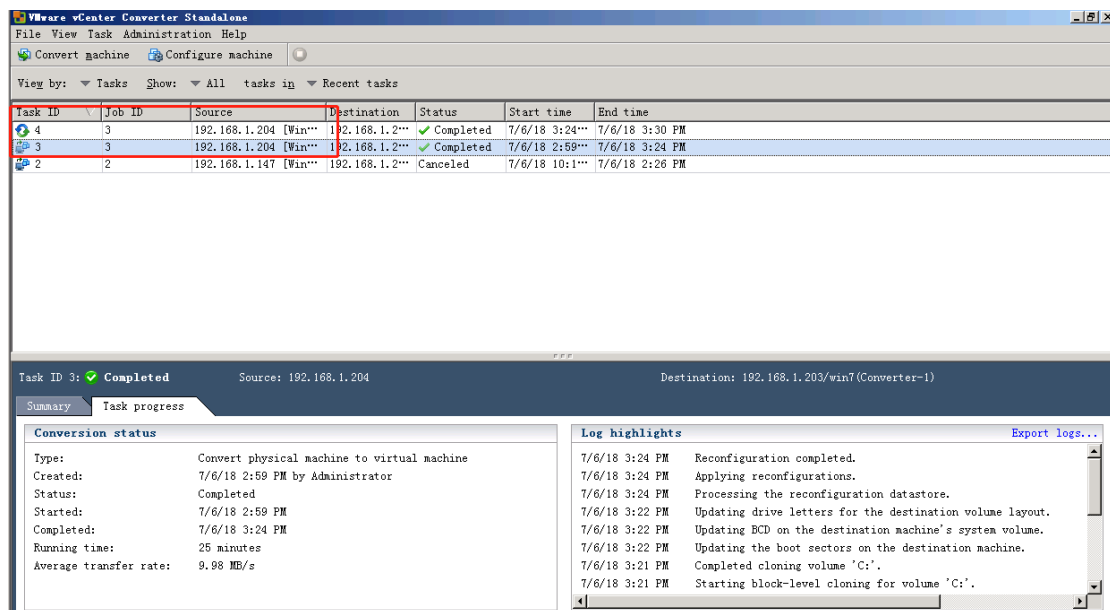 VMware vCenter Converter Standalone
File View Task Administration Help
Convert machine Configure machine
View by: Tasks Show: All tasks in Recent tasks
Task ID Job ID Source Destination Status Start time End time
4 3 192.168.1.204 [Win… 192.168.1.2… Completed 7/6/18 3:24… 7/6/18 3:30 PM
3 3 192.168.1.204 [Win… 192.168.1.2… Completed 7/6/18 2:59… 7/6/18 3:24 PM
2 2 192.168.1.147 [Win… 192.168.1.2… Canceled 7/6/18 10:1… 7/6/18 2:26 PM
Task ID 3: Completed Source: 192.168.1.204 Destination: 192.168.1.203/win7(Converter-1)
Summary Task progress
Conversion status
Type: Convert physical machine to virtual machine
Created: 7/6/18 2:59 PM by Administrator
Status: Completed
Started: 7/6/18 2:59 PM
Completed: 7/6/18 3:24 PM
Running time: 25 minutes
Average transfer rate: 9.98 MB/s
Log highlights Export logs...
7/6/18 3:24 PM Reconfiguration completed.
7/6/18 3:24 PM Applying reconfigurations.
7/6/18 3:24 PM Processing the reconfiguration datastore.
7/6/18 3:22 PM Updating drive letters for the destination volume layout.
7/6/18 3:22 PM Updating BCD on the destination machine's system volume.
7/6/18 3:22 PM Updating the boot sectors on the destination machine.
7/6/18 3:21 PM Completed cloning volume 'C:'.
7/6/18 3:21 PM Starting block-level cloning for volume 'C:'.